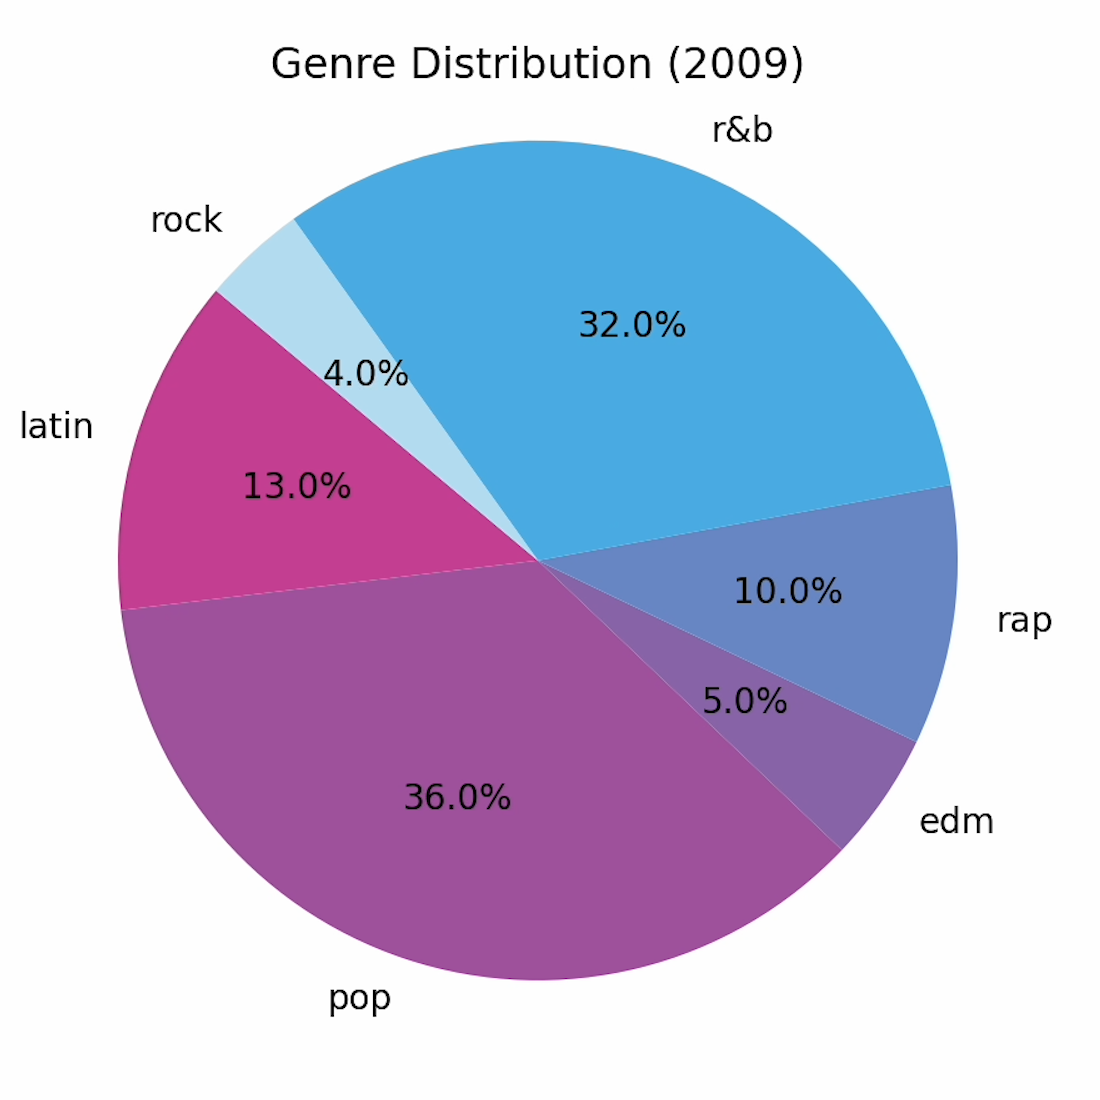 Genre Distribution (2009)
r&b
rock
32.0%
4.0%
latin
13.0%
10.0%
rap
5.0%
36.0%
edm
pop